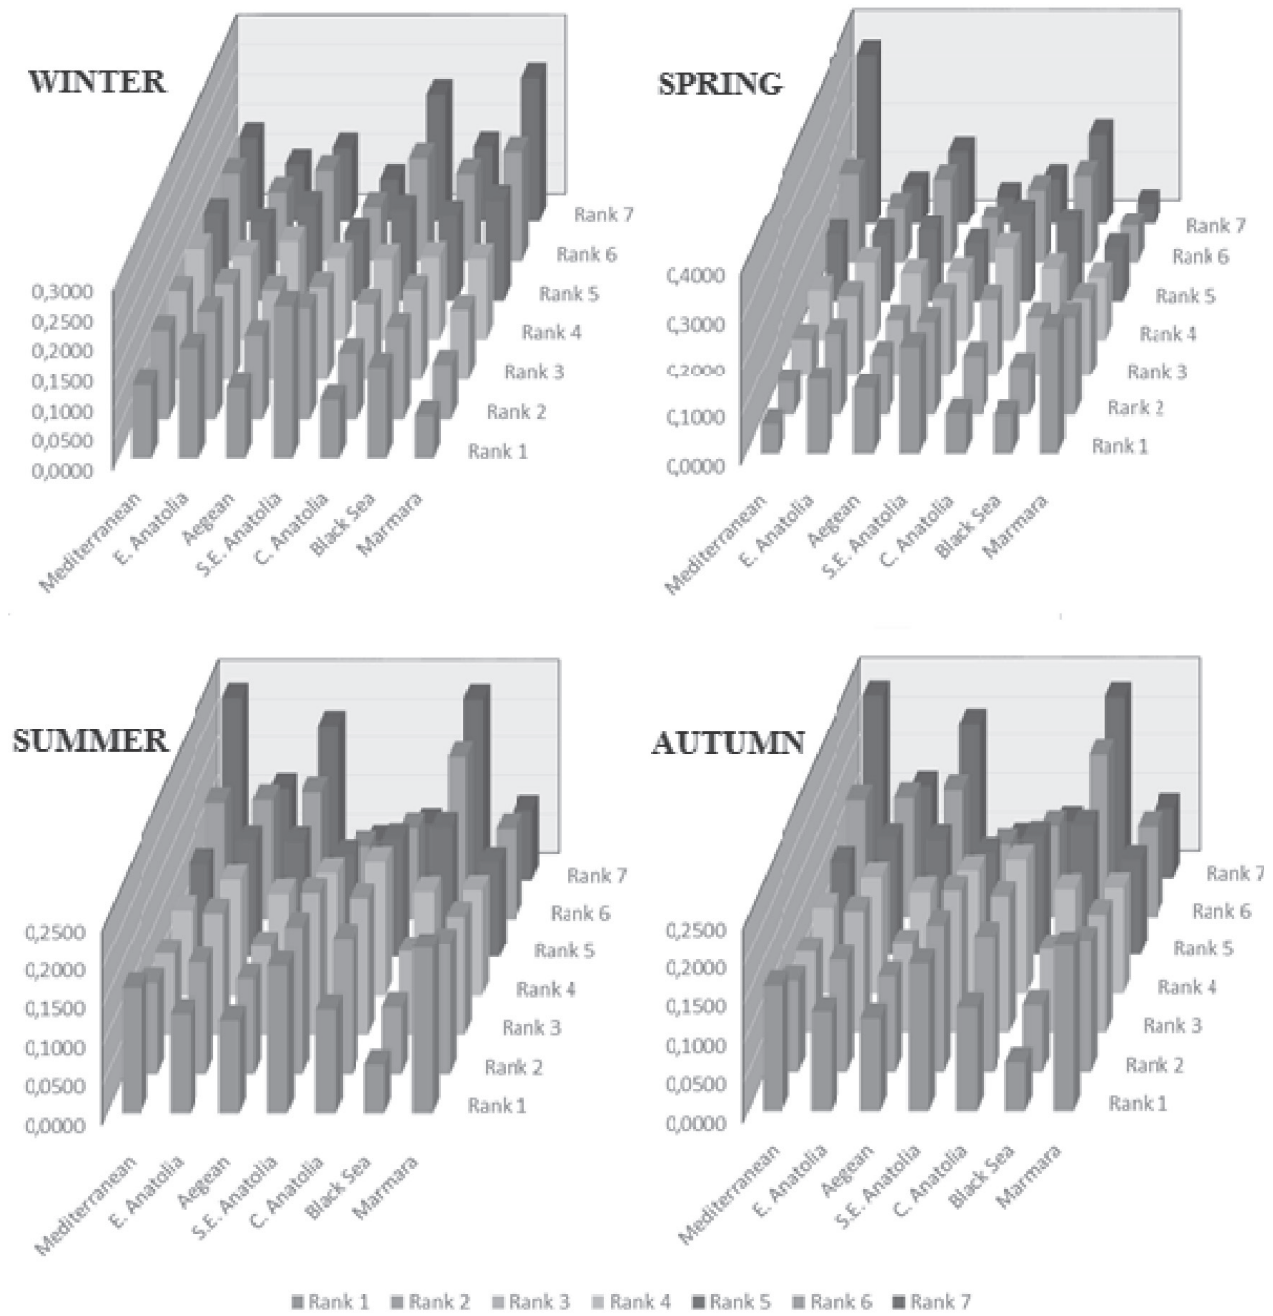 WINTER
Rank 7
Rank 6
Rank 5
Rank 4
Rank 3
Rank 2
Rank 1
0,3000
0,2500
0,2000
0,1500
0,1000
0,0500
0,0000
Mediterranean
E. Anatolia
Aegean
S.E. Anatolia
C. Anatolia
Black Sea
Marmara
SPRING
Rank 7
Rank 6
Rank 5
Rank 4
Rank 3
Rank 2
Rank 1
0,4000
0,3000
0,2000
0,1000
0,0000
Mediterranean
E. Anatolia
Aegean
S.E. Anatolia
C. Anatolia
Black Sea
Marmara
SUMMER
Rank 7
Rank 6
Rank 5
Rank 4
Rank 3
Rank 2
Rank 1
0,2500
0,2000
0,1500
0,1000
0,0500
0,0000
Mediterranean
E. Anatolia
Aegean
S.E. Anatolia
C. Anatolia
Black Sea
Marmara
AUTUMN
Rank 7
Rank 6
Rank 5
Rank 4
Rank 3
Rank 2
Rank 1
0,2500
0,2000
0,1500
0,1000
0,0500
0,0000
Mediterranean
E. Anatolia
Aegean
S.E. Anatolia
C. Anatolia
Black Sea
Marmara
Rank 1 Rank 2 Rank 3 Rank 4 Rank 5 Rank 6 Rank 7